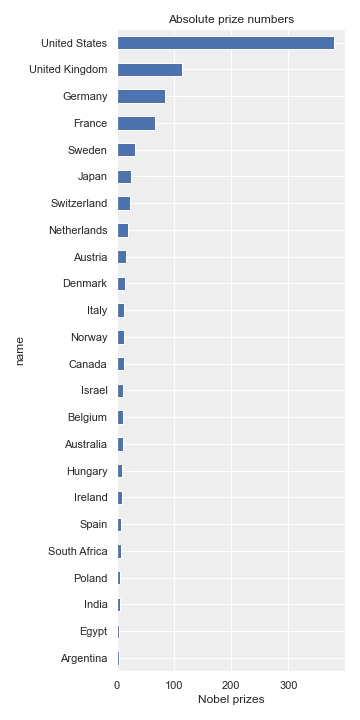 Absolute prize numbers
United States
United Kingdom
Germany
France
Sweden
Japan
Switzerland
Netherlands
Austria
Denmark
Italy
Norway
Canada
Israel
Belgium
Australia
Hungary
Ireland
Spain
South Africa
Poland
India
Egypt
Argentina
name
0 100 200 300
Nobel prizes